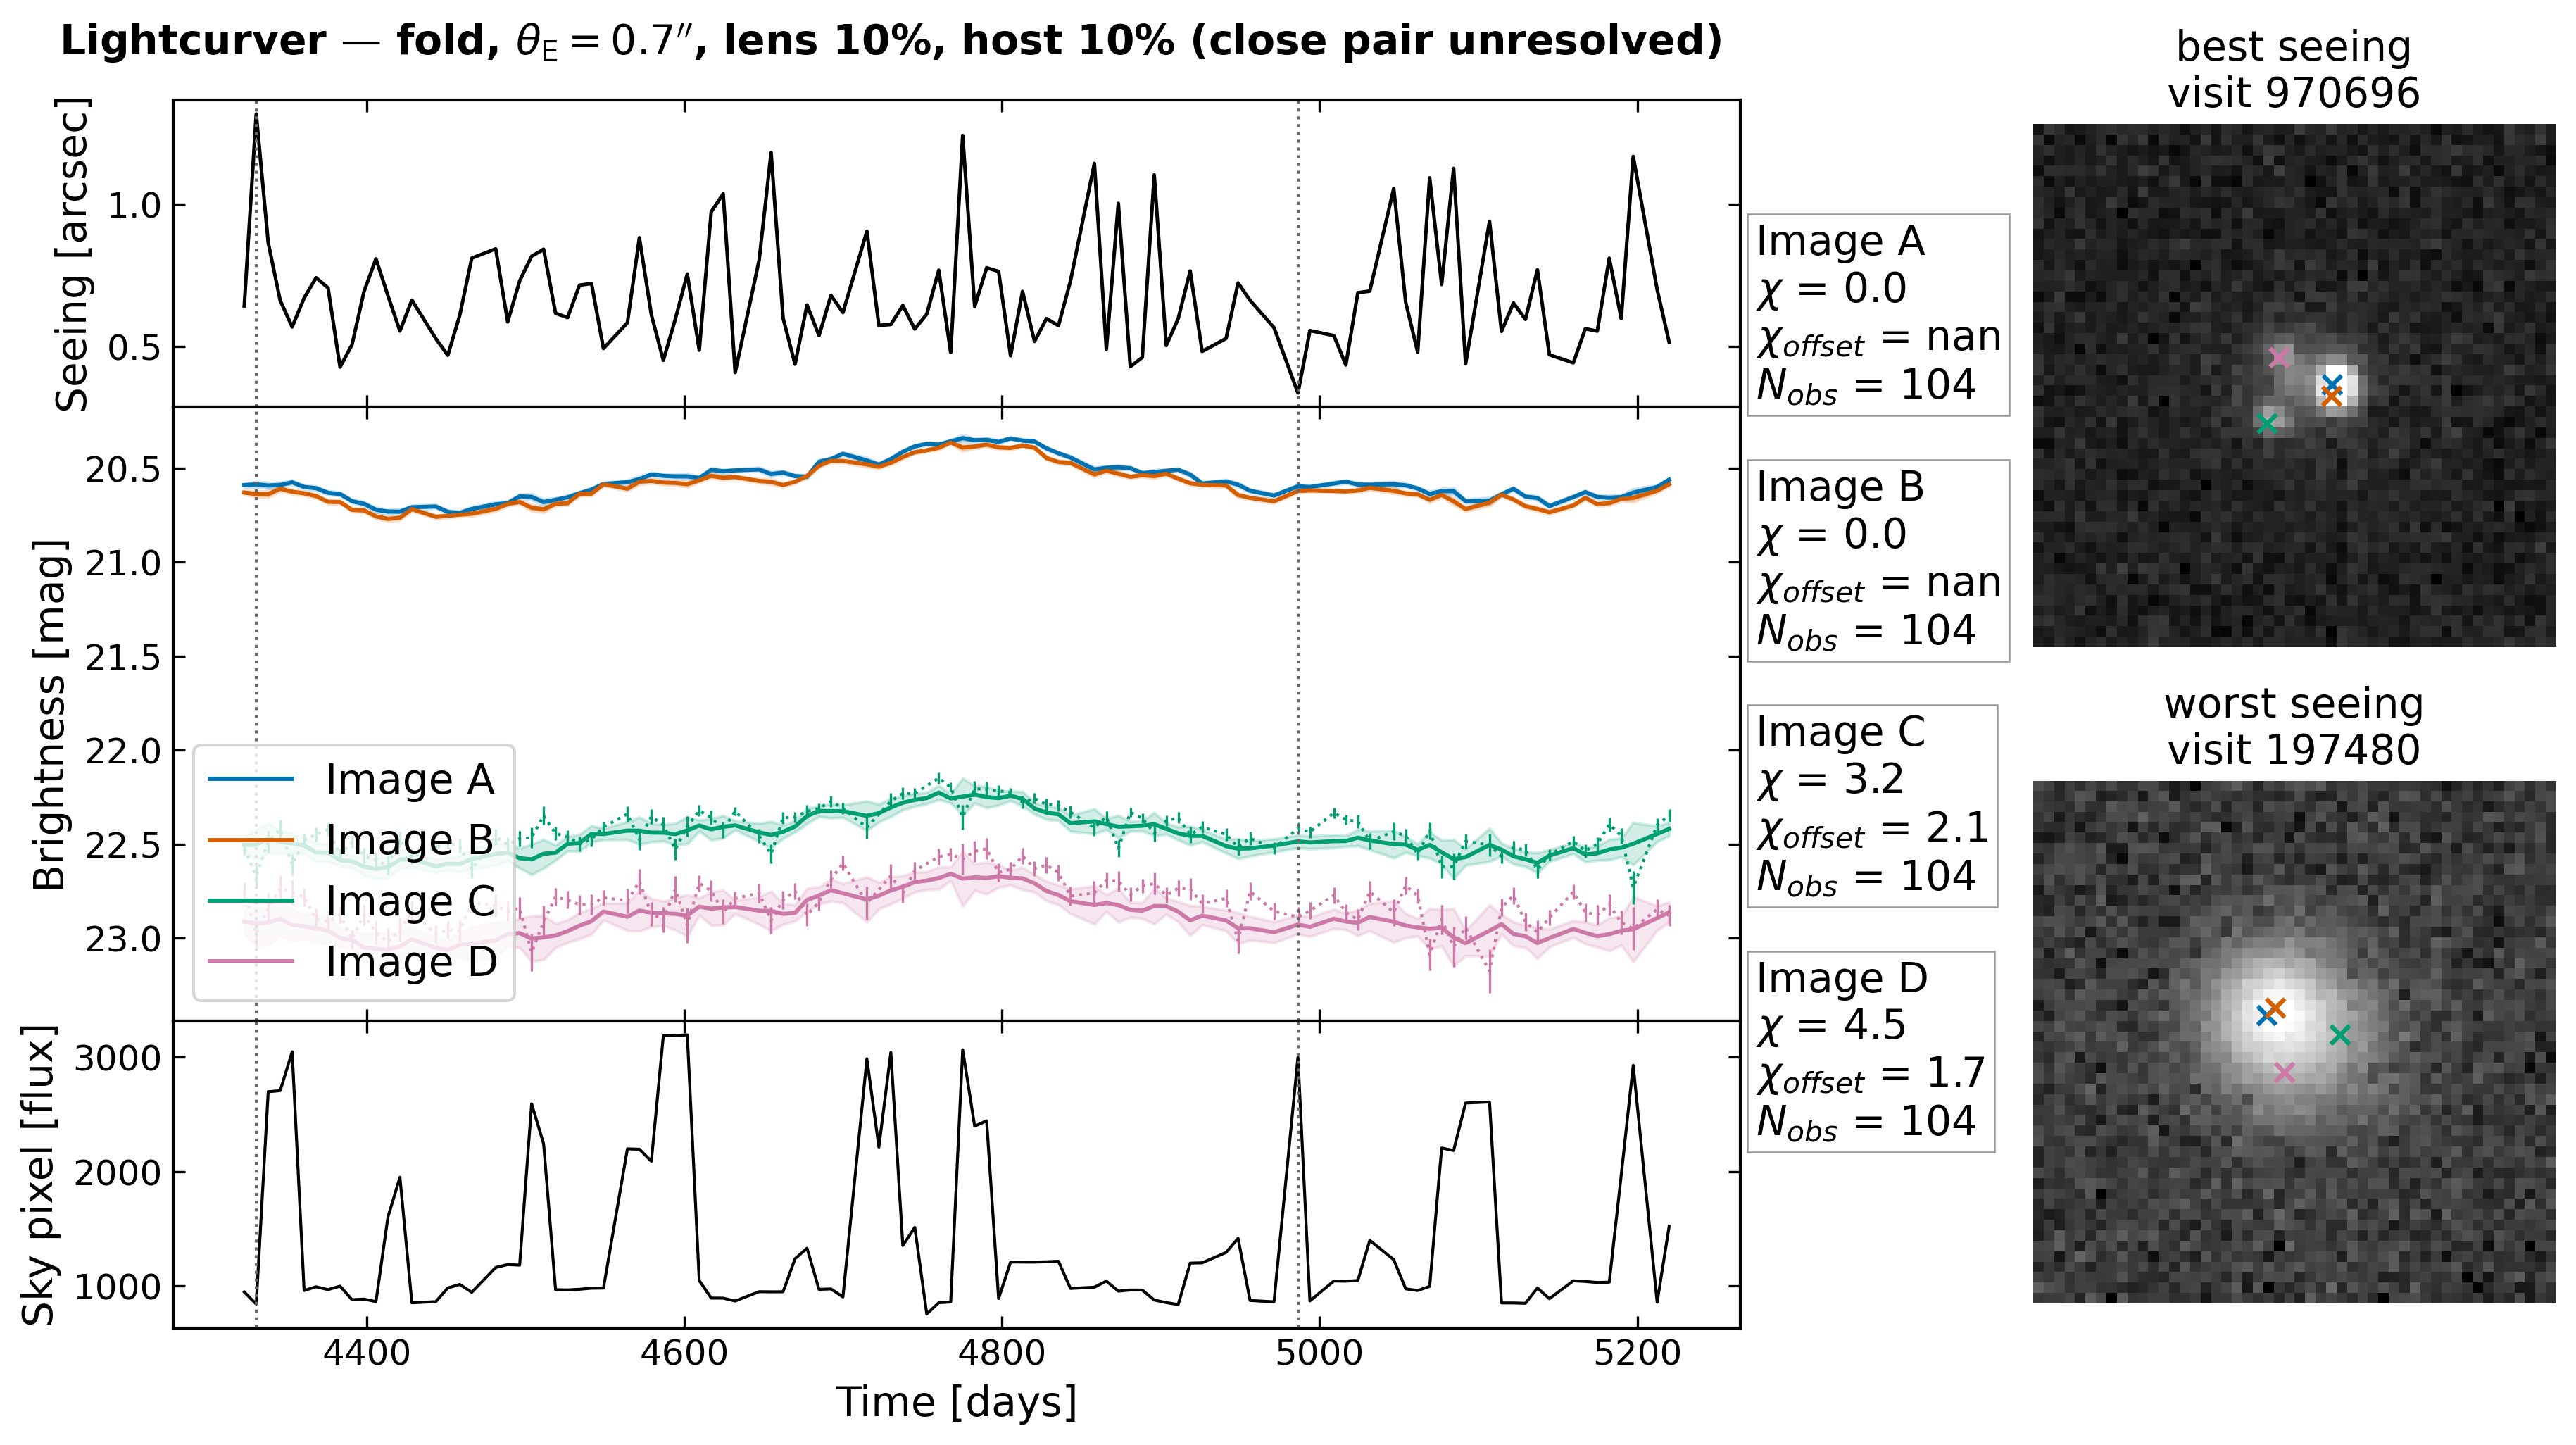 Lightcurver — fold, θ_E = 0.7″, lens 10%, host 10% (close pair unresolved)
Seeing [arcsec]
1.0
0.5
Brightness [mag]
20.5
21.0
21.5
22.0
22.5
23.0
Image A
Image B
Image C
Image D
Sky pixel [flux]
3000
2000
1000
4400
4600
4800
5000
5200
Time [days]
Image A
χ = 0.0
χ_offset = nan
N_obs = 104
Image B
χ = 0.0
χ_offset = nan
N_obs = 104
Image C
χ = 3.2
χ_offset = 2.1
N_obs = 104
Image D
χ = 4.5
χ_offset = 1.7
N_obs = 104
best seeing
visit 970696
worst seeing
visit 197480